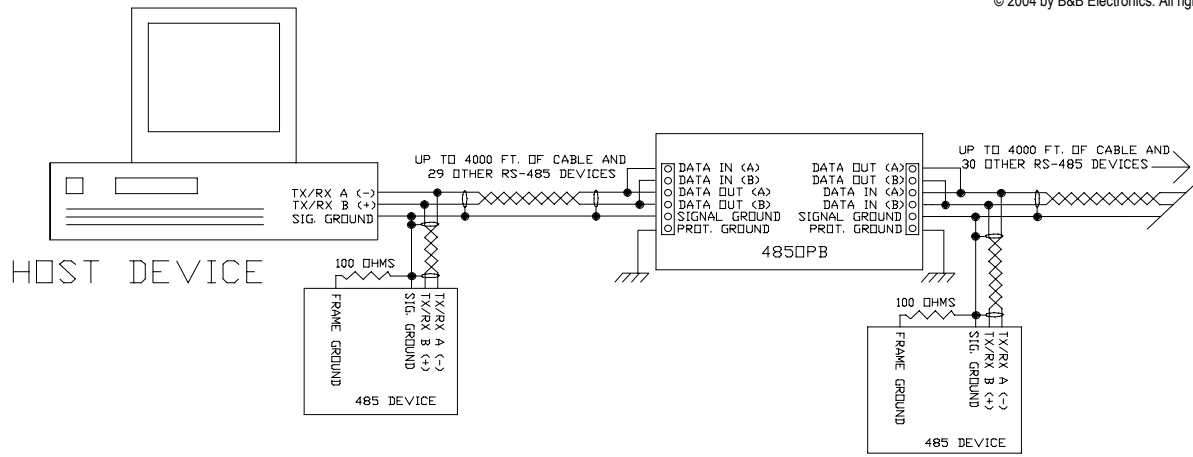 © 2004 by B&B Electronics. All righ
UP TO 4000 FT. OF CABLE AND
29 OTHER RS-485 DEVICES
UP TO 4000 FT. OF CABLE AND
30 OTHER RS-485 DEVICES
TX/RX A (-)
TX/RX B (+)
SIG. GROUND
HOST DEVICE
DATA IN (A)
DATA IN (B)
DATA OUT (A)
DATA OUT (B)
SIGNAL GROUND
PROT. GROUND
DATA OUT (A)
DATA OUT (B)
DATA IN (A)
DATA IN (B)
SIGNAL GROUND
PROT. GROUND
485OPB
100 OHMS
FRAME GROUND
SIG. GROUND
TX/RX B (+)
TX/RX A (-)
485 DEVICE
100 OHMS
FRAME GROUND
SIG. GROUND
TX/RX B (+)
TX/RX A (-)
485 DEVICE